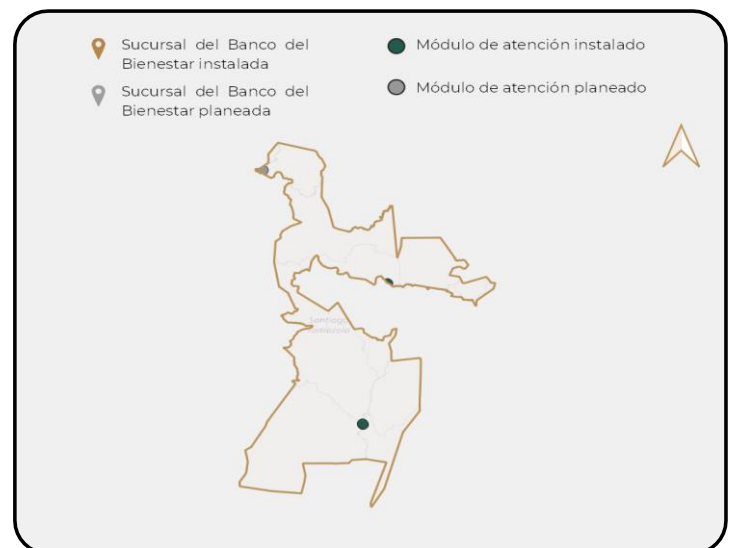 Sucursal del Banco del
Bienestar instalada
Sucursal del Banco del
Bienestar planeada
Módulo de atención instalado
Módulo de atención planeado
Santiago